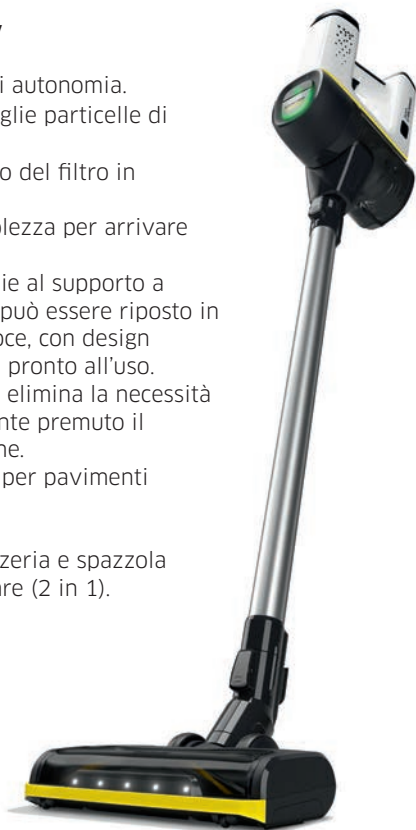 i autonomia.
glie particelle di
o del filtro in
olezza per arrivare
ie al supporto a
può essere riposto in
oce, con design
pronto all'uso.
elimina la necessità
nte premuto il
ne.
per pavimenti
zzeria e spazzola
are (2 in 1).